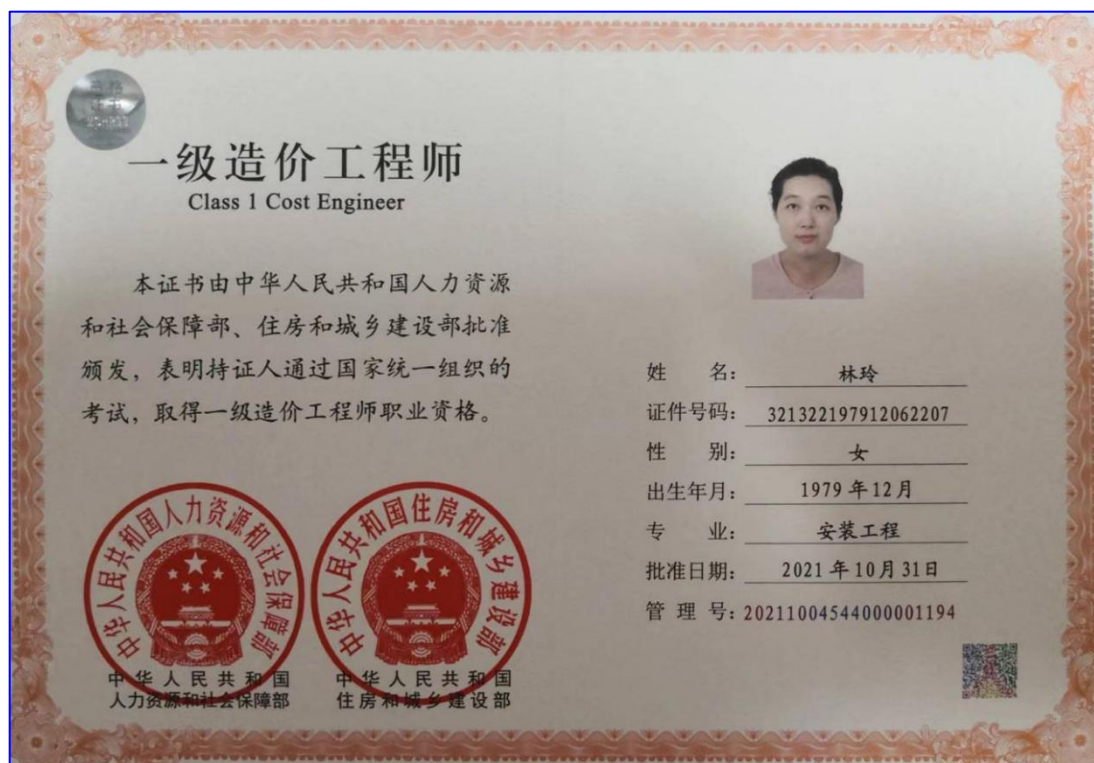 一级造价工程师
Class 1 Cost Engineer
本证书由中华人民共和国人力资源
和社会保障部、住房和城乡建设部批准
颁发，表明持证人通过国家统一组织的
考试，取得一级造价工程师职业资格。
中华人民共和国人力资源和社会保障部
中华人民共和国住房和城乡建设部
中华人民共和国
人力资源和社会保障部
中华人民共和国
住房和城乡建设部
姓 名： 林玲
证件号码： 321322197912062207
性 别： 女
出生年月： 1979年12月
专 业： 安装工程
批准日期： 2021年10月31日
管 理 号： 20211004544000001194